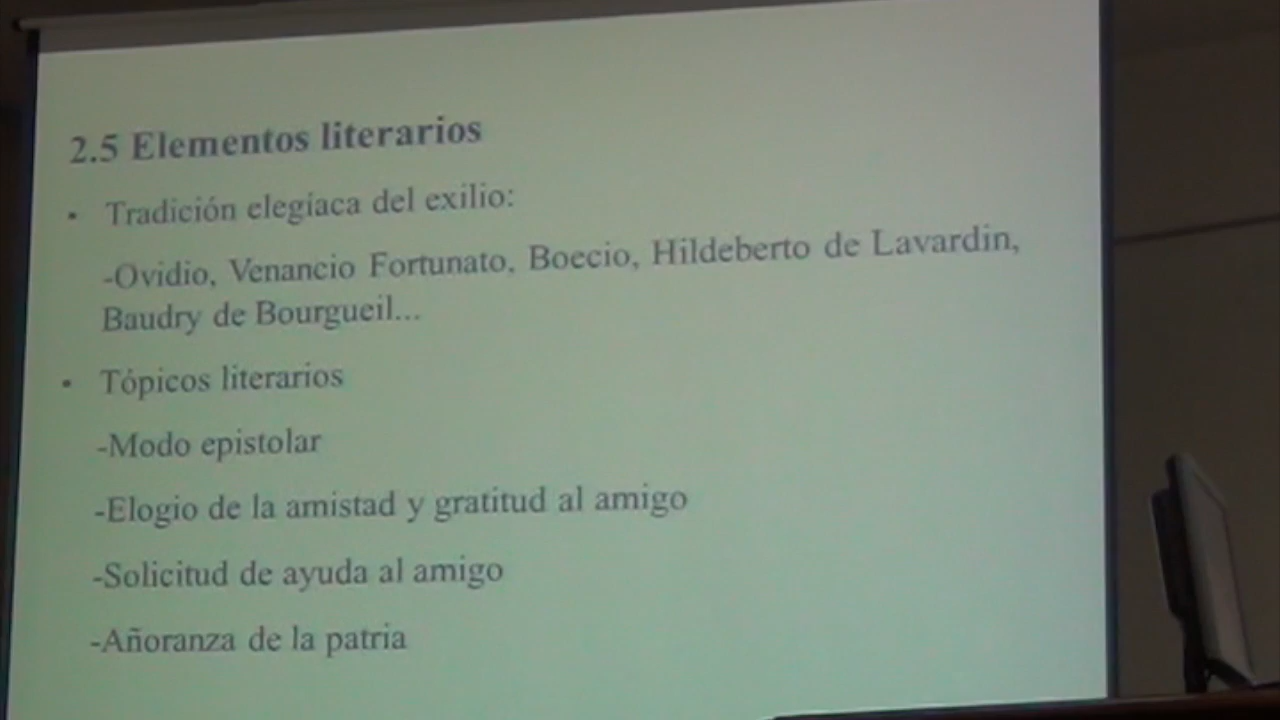 2.5 Elementos literarios
• Tradición elegíaca del exilio:
-Ovidio, Venancio Fortunato, Boecio, Hildeberto de Lavardin,
Baudry de Bourgueil...
• Tópicos literarios
-Modo epistolar
-Elogio de la amistad y gratitud al amigo
-Solicitud de ayuda al amigo
-Añoranza de la patria